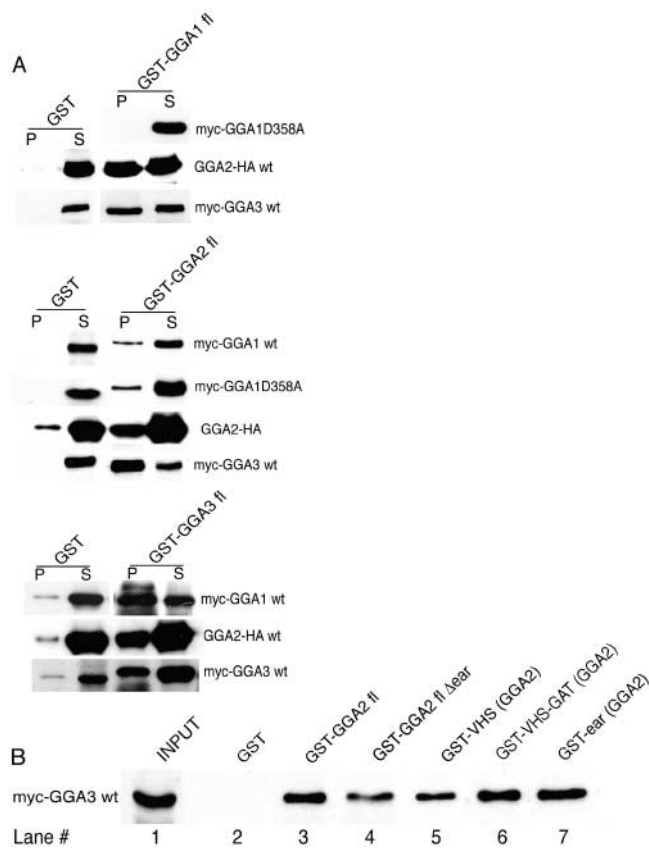 A
GST
GST-GGA1 fl
P S P S
myc-GGA1D358A
GGA2-HA wt
myc-GGA3 wt
GST
GST-GGA2 fl
P S P S
myc-GGA1 wt
myc-GGA1D358A
GGA2-HA
myc-GGA3 wt
GST
GST-GGA3 fl
P S P S
myc-GGA1 wt
GGA2-HA wt
myc-GGA3 wt
B
INPUT
GST
GST-GGA2 fl
GST-GGA2 fl Δear
GST-VHS (GGA2)
GST-VHS-GAT (GGA2)
GST-ear (GGA2)
myc-GGA3 wt
Lane # 1 2 3 4 5 6 7